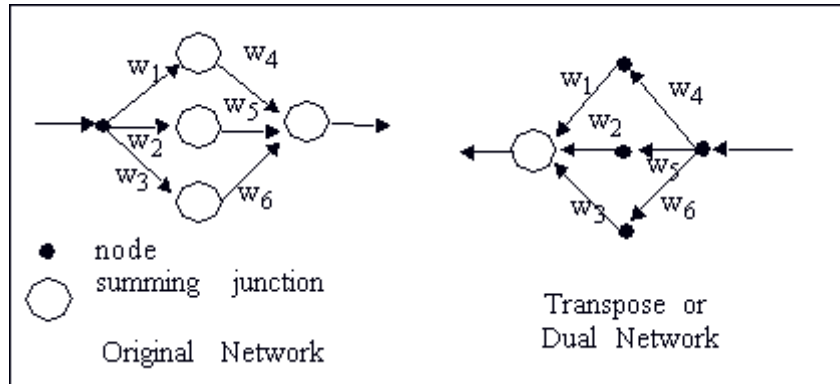 w1
w4
w2
w5
w3
w6
node
summing junction
Original Network
w1
w4
w2
w5
w3
w6
Transpose or
Dual Network